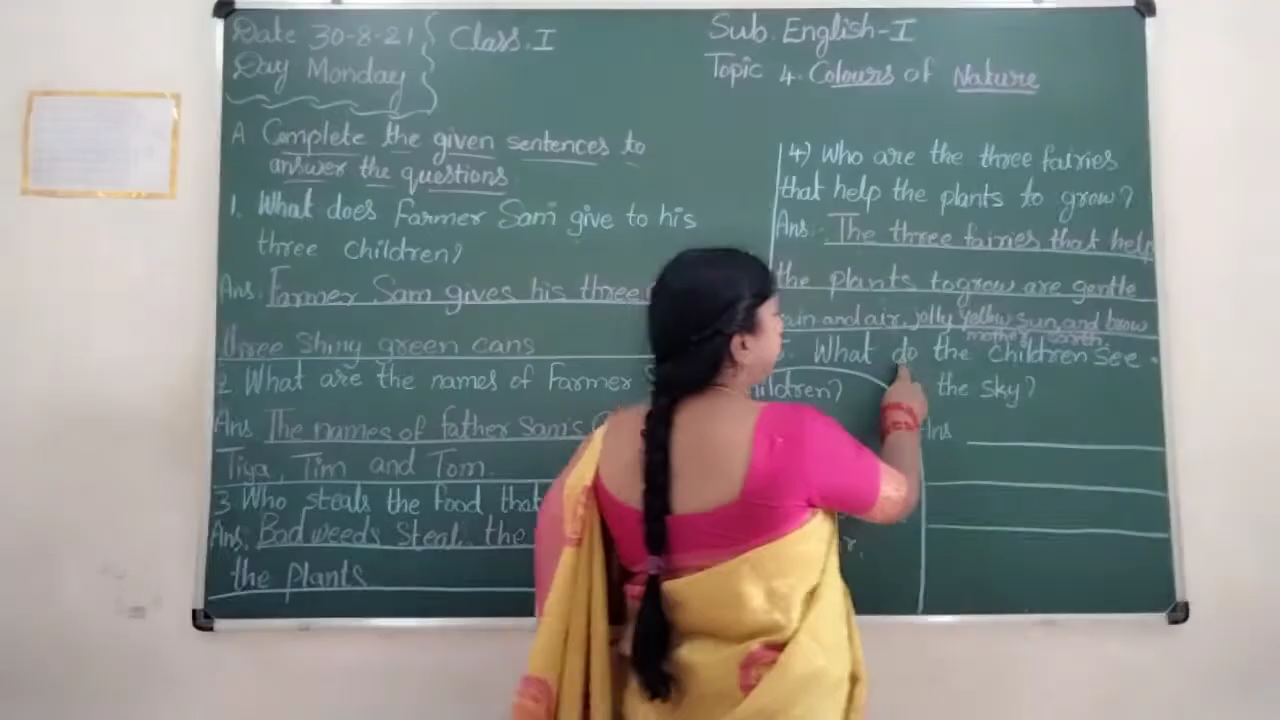 Date 30-8-21
Class. I
Day Monday
Sub. English-I
Topic 4. Colours of Nature
A Complete the given sentences to
answer the questions
1. What does Farmer Sam give to his
three children?
Ans. Farmer Sam gives his three
three shiny green cans
2 What are the names of Farmer
children?
Ans The names of father Sam's
Tiya, Tim and Tom.
3 Who steals the food, that
Ans. Bad weeds Steal the
the plants
4) Who are the three fairies
that help the plants to grow?
Ans:- The three fairies that help
the plants to grow are gentle
rain and air, jolly yellow sun, and brow
mother earth.
What do the children see
the sky?
Ans